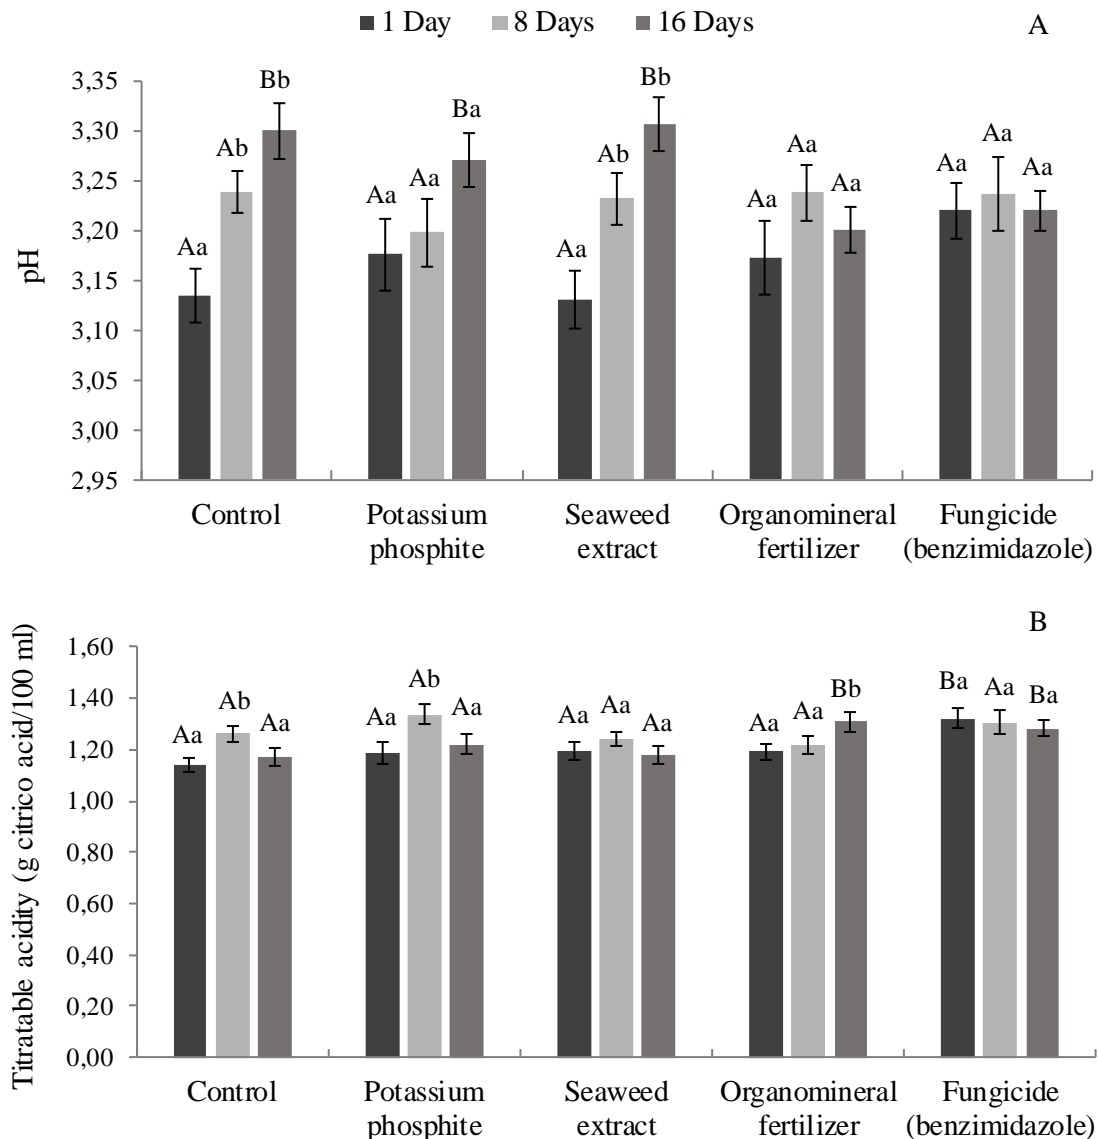 1 Day 8 Days 16 Days
A
3,35
3,30
3,25
3,20
3,15
3,10
3,05
3,00
2,95
pH
Aa Ab Bb
Aa Aa Ba
Aa Ab Bb
Aa Aa Aa
Aa Aa Aa
Control
Potassium
phosphite
Seaweed
extract
Organomineral
fertilizer
Fungicide
(benzimidazole)
B
1,60
1,40
1,20
1,00
0,80
0,60
0,40
0,20
0,00
Titratable acidity (g citrico acid/100 ml)
Aa Ab Aa
Aa Ab Aa
Aa Aa Aa
Aa Aa Bb
Ba Aa Ba
Control
Potassium
phosphite
Seaweed
extract
Organomineral
fertilizer
Fungicide
(benzimidazole)